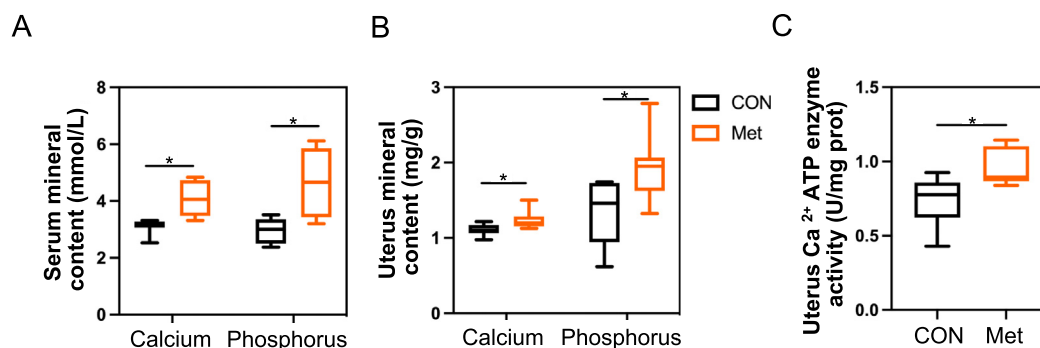 A
Serum mineral
content (mmol/L)
8
6
4
2
0
*
*
Calcium
Phosphorus
B
Uterus mineral
content (mg/g)
3
2
1
0
*
*
Calcium
Phosphorus
CON
Met
C
Uterus Ca 2+ ATP enzyme
activity (U/mg prot)
1.5
1.0
0.5
0.0
*
CON
Met